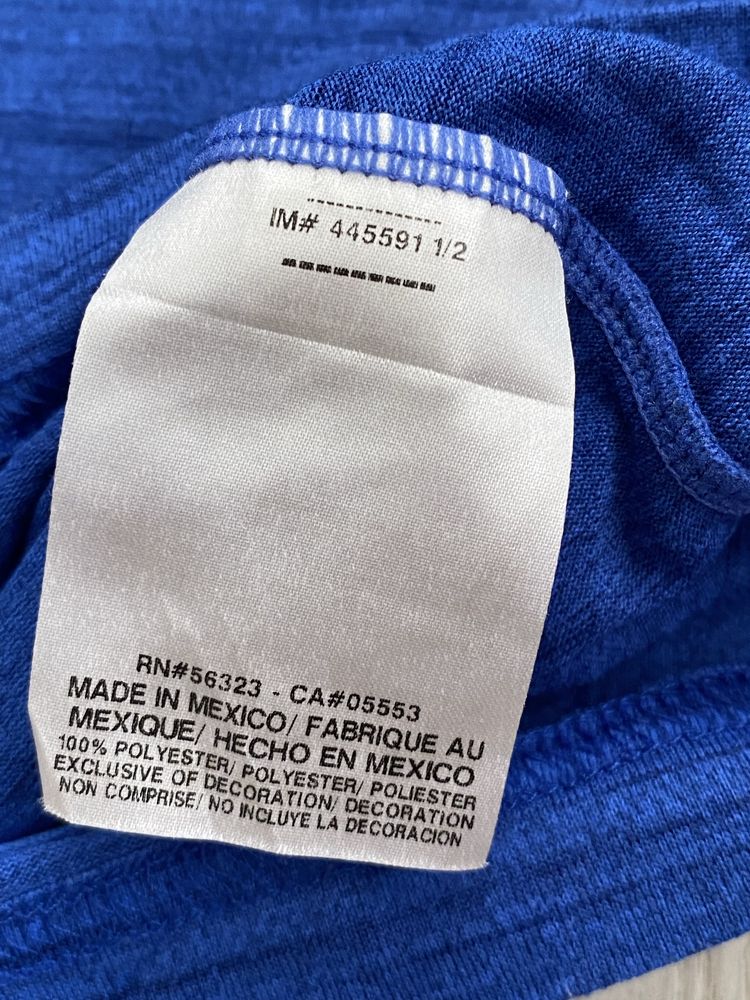 IM# 445591 1/2
RN#56323 - CA#05553
MADE IN MEXICO/ FABRIQUE AU
MEXIQUE/ HECHO EN MEXICO
100% POLYESTER/ POLYESTER/ POLIESTER
EXCLUSIVE OF DECORATION/ DECORATION
NON COMPRISE/ NO INCLUYE LA DECORACION